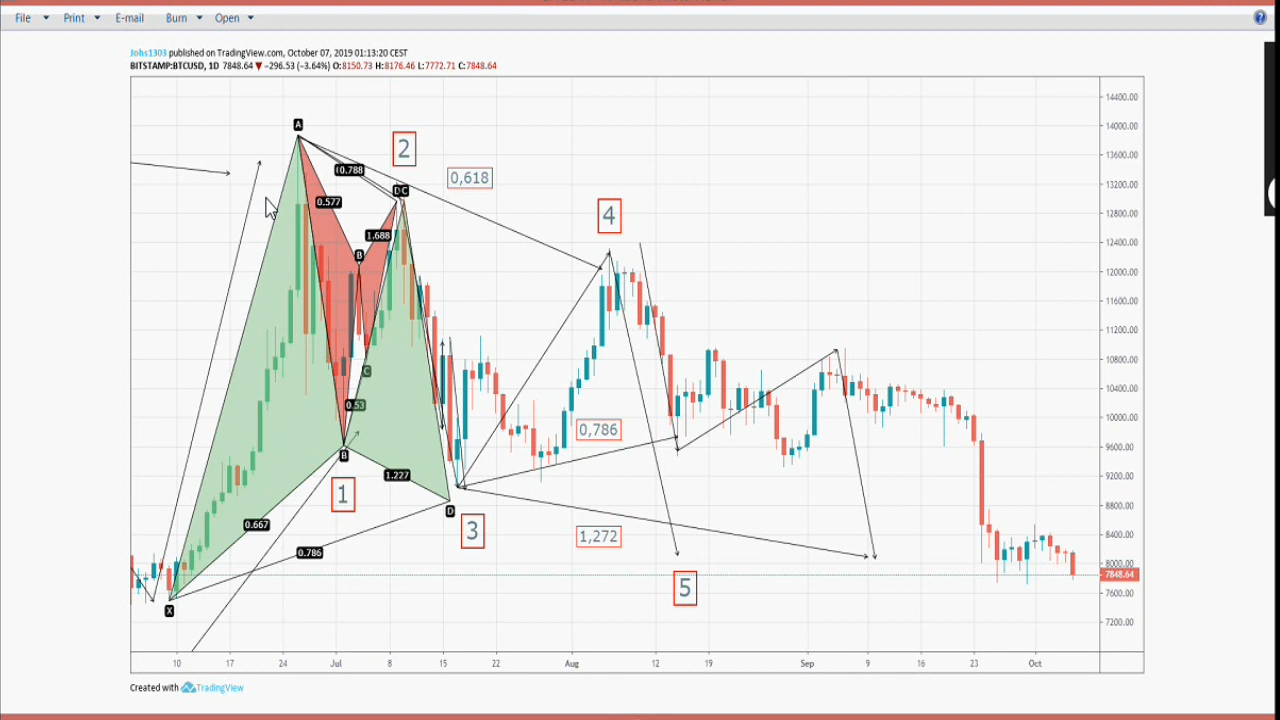 File Print E-mail Burn Open
Johs1303 published on TradingView.com, October 07, 2019 01:13:20 CEST
BITSTAMP:BTCUSD, 1D 7848.64 ▼ −296.53 (−3.64%) O:8150.73 H:8176.46 L:7772.71 C:7848.64
14400.00
A
14000.00
2
13600.00
0.788
0,618
D C
13200.00
0.577
4
12800.00
1.688
12400.00
B
12000.00
11600.00
11200.00
10800.00
C
10400.00
0.53
10000.00
0,786
9600.00
B
1.227
9200.00
1
D
8800.00
0.667
3
8400.00
1,272
0.786
8000.00
7848.64
5
7600.00
X
7200.00
10 17 24 Jul 8 15 22 Aug 12 19 Sep 9 16 23 Oct
Created with TradingView